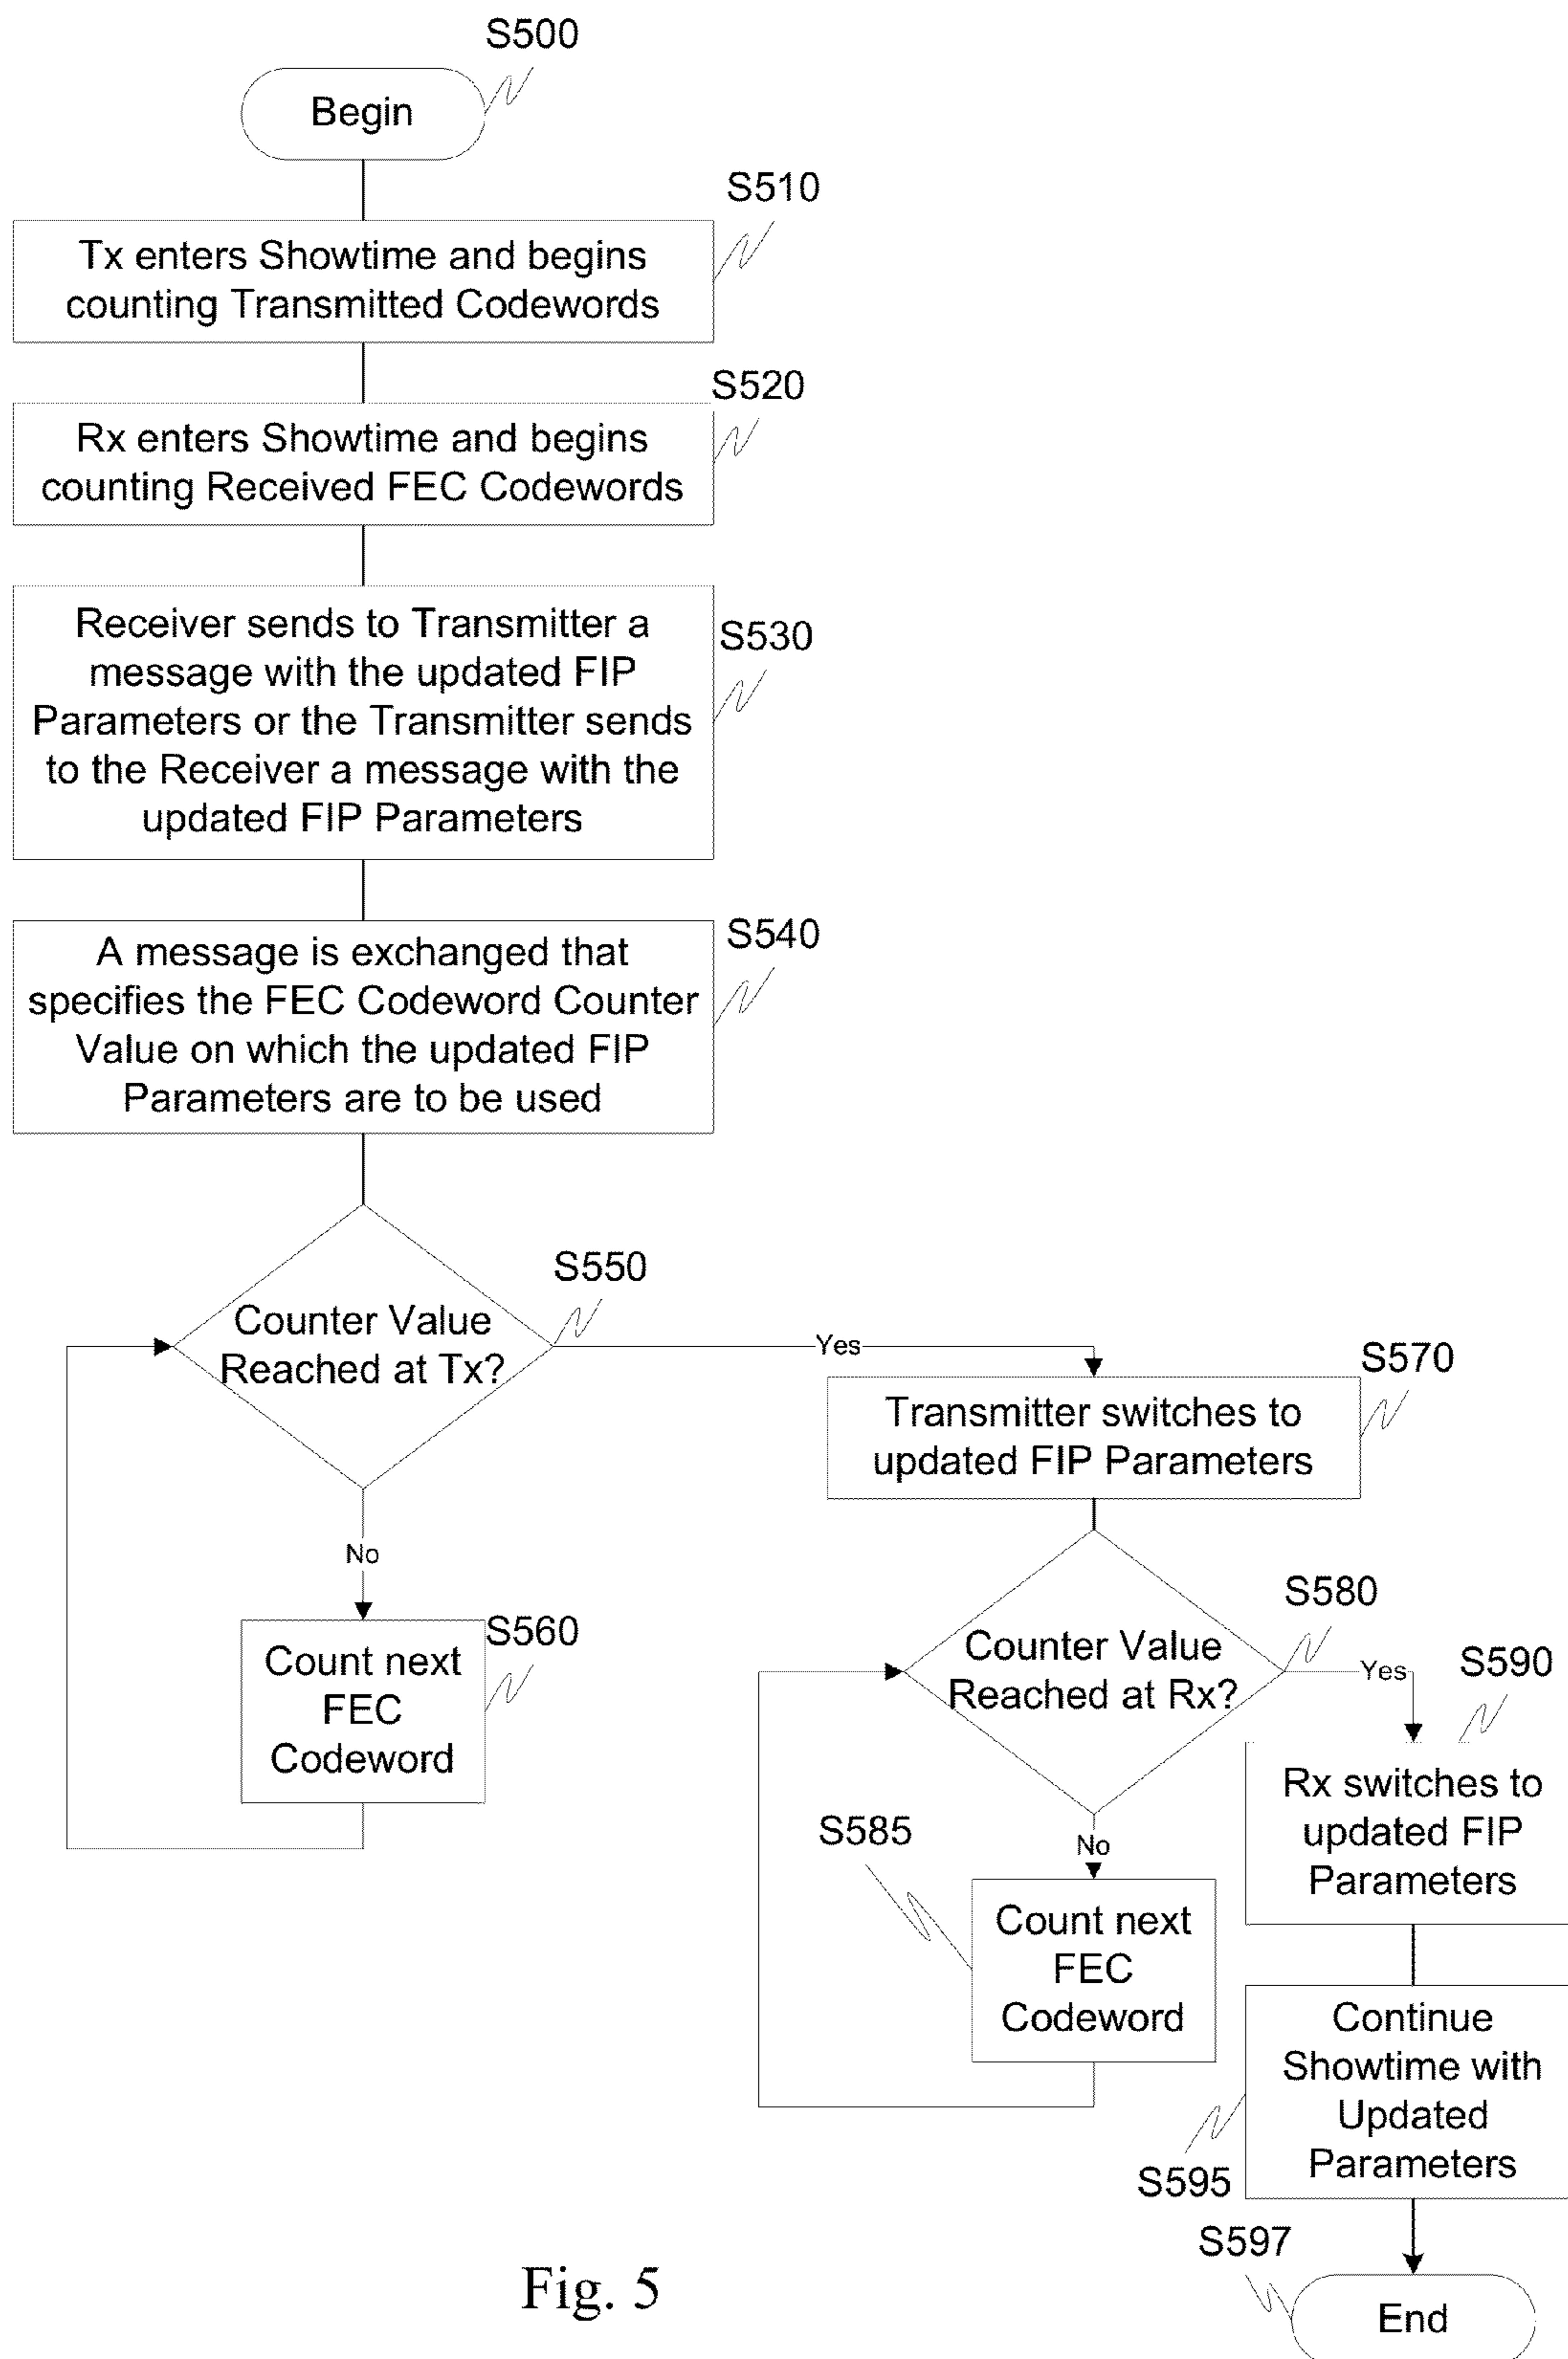 S500
Begin
S510
Tx enters Showtime and begins
counting Transmitted Codewords
S520
Rx enters Showtime and begins
counting Received FEC Codewords
S530
Receiver sends to Transmitter a
message with the updated FIP
Parameters or the Transmitter sends
to the Receiver a message with the
updated FIP Parameters
S540
A message is exchanged that
specifies the FEC Codeword Counter
Value on which the updated FIP
Parameters are to be used
S550
Counter Value
Reached at Tx?
Yes
No
S560
Count next
FEC
Codeword
S570
Transmitter switches to
updated FIP Parameters
S580
Counter Value
Reached at Rx?
Yes
No
S585
Count next
FEC
Codeword
S590
Rx switches to
updated FIP
Parameters
Continue
Showtime with
Updated
Parameters
S595
S597
End
Fig. 5